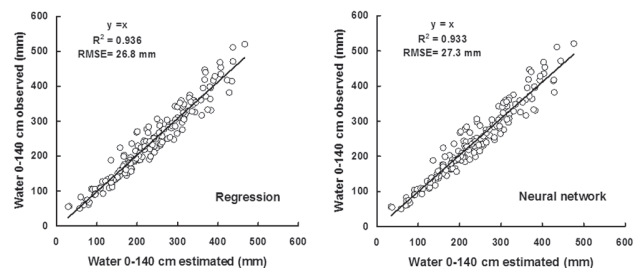 y =x
R² = 0.936
RMSE= 26.8 mm
Water 0-140 cm observed (mm)
600
500
400
300
200
100
0
Regression
0 100 200 300 400 500 600
Water 0-140 cm estimated (mm)
y =x
R² = 0.933
RMSE= 27.3 mm
Water 0-140 cm observed (mm)
600
500
400
300
200
100
0
Neural network
0 100 200 300 400 500 600
Water 0-140 cm estimated (mm)